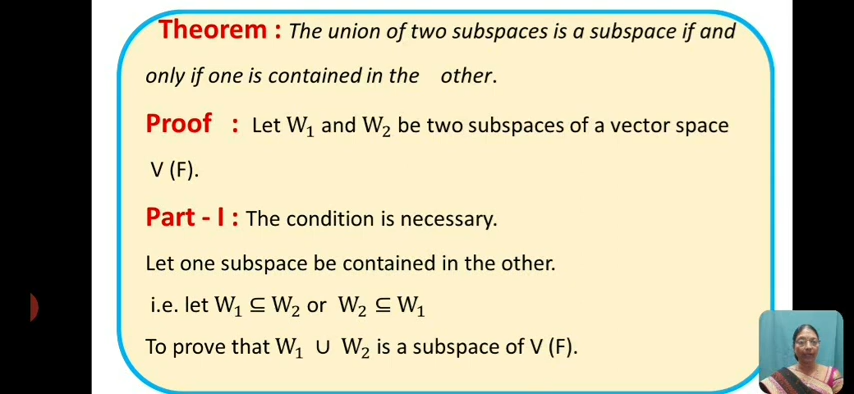 Theorem : The union of two subspaces is a subspace if and
only if one is contained in the other.
Proof : Let W₁ and W₂ be two subspaces of a vector space
V (F).
Part - I : The condition is necessary.
Let one subspace be contained in the other.
i.e. let W₁ ⊆ W₂ or W₂ ⊆ W₁
To prove that W₁ ∪ W₂ is a subspace of V (F).